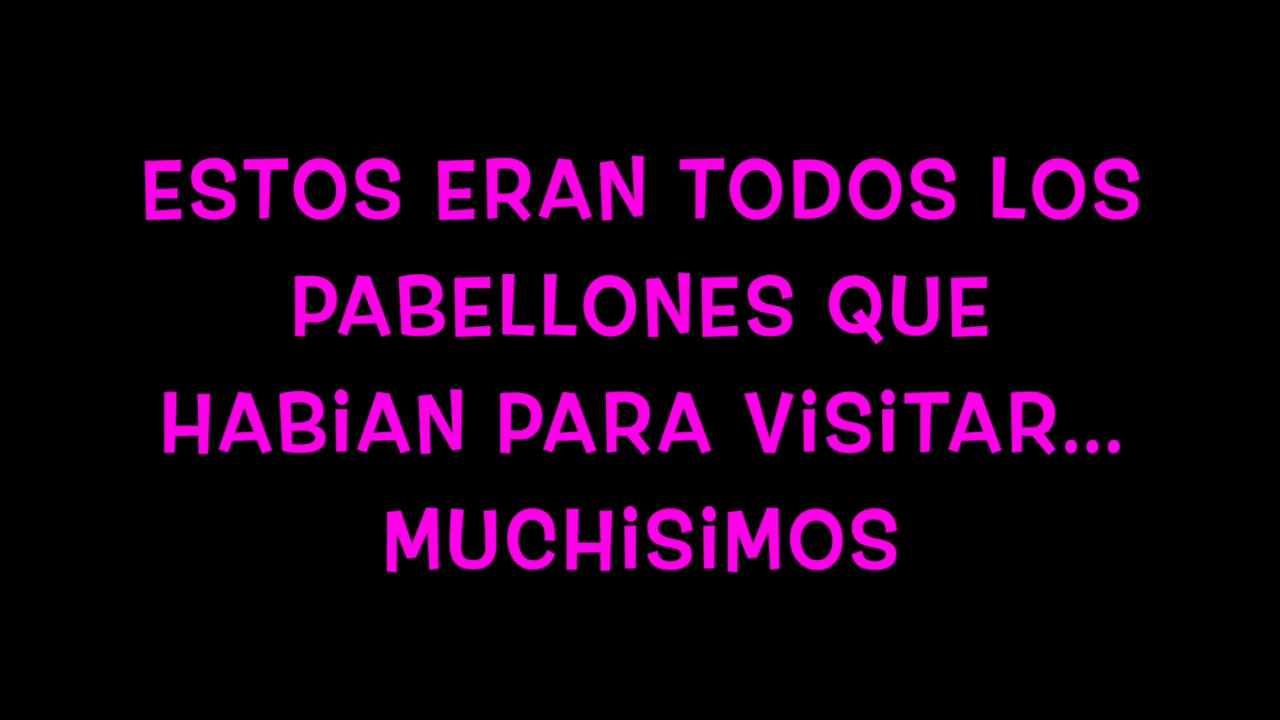 ESTOS ERAN TODOS LOS
PABELLONES QUE
HABiAN PARA ViSiTAR...
MUCHiSiMOS